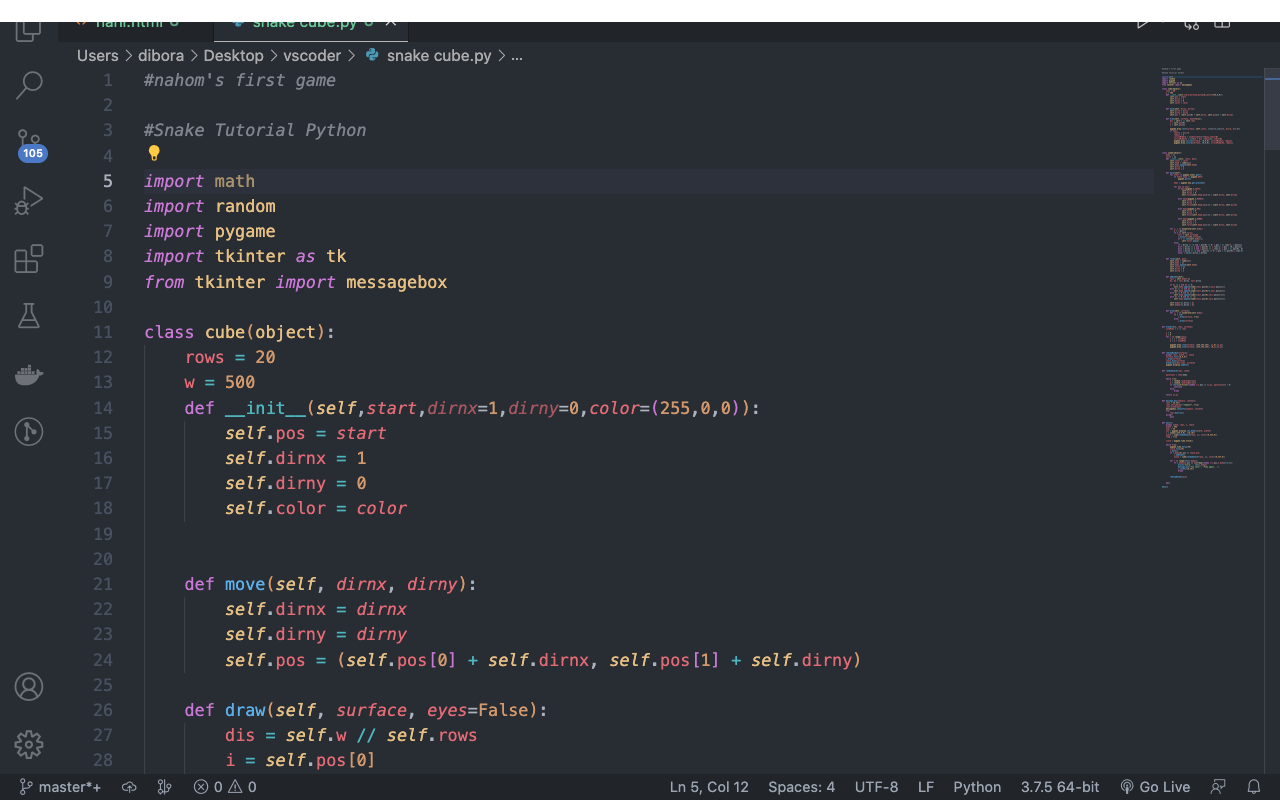 nani.html 6
snake cube.py 6
Users > dibora > Desktop > vscoder > snake cube.py > ...
1 #nahom's first game
2
3 #Snake Tutorial Python
4
5 import math
6 import random
7 import pygame
8 import tkinter as tk
9 from tkinter import messagebox
10
11 class cube(object):
12 rows = 20
13 w = 500
14 def __init__(self,start,dirnx=1,dirny=0,color=(255,0,0)):
15 self.pos = start
16 self.dirnx = 1
17 self.dirny = 0
18 self.color = color
19
20
21 def move(self, dirnx, dirny):
22 self.dirnx = dirnx
23 self.dirny = dirny
24 self.pos = (self.pos[0] + self.dirnx, self.pos[1] + self.dirny)
25
26 def draw(self, surface, eyes=False):
27 dis = self.w // self.rows
28 i = self.pos[0]
105
master*+ 0 0 Ln 5, Col 12 Spaces: 4 UTF-8 LF Python 3.7.5 64-bit Go Live